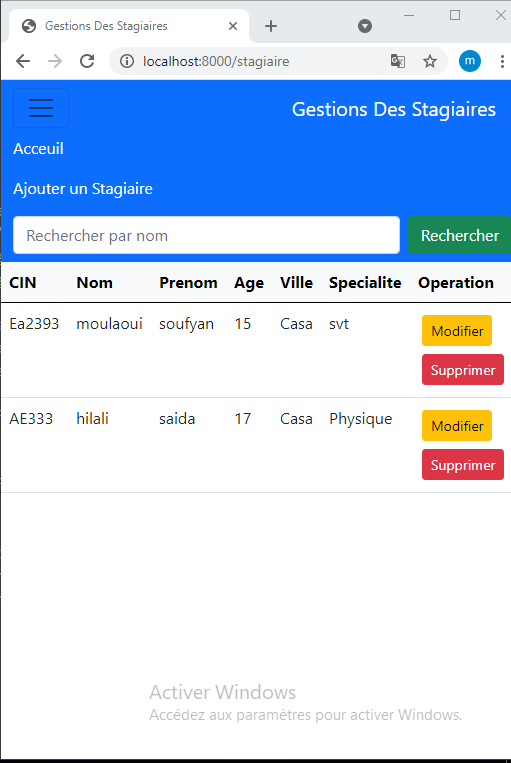 Gestions Des Stagiaires
localhost:8000/stagiaire
m
Gestions Des Stagiaires
Acceuil
Ajouter un Stagiaire
Rechercher par nom Rechercher
CIN Nom Prenom Age Ville Specialite Operation
Ea2393 moulaoui soufyan 15 Casa svt Modifier
Supprimer
AE333 hilali saida 17 Casa Physique Modifier
Supprimer
Activer Windows
Accédez aux paramètres pour activer Windows.